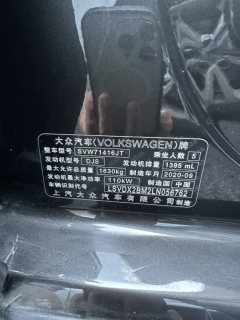 大众汽车(VOLKSWAGEN)牌
整车型号 SVW71416JT 乘坐人数 5
发动机型号 DJS 发动机排量 1395 mL
最大允许总质量 1830kg 制造年月 2020-09
发动机最大净功率 110kW 制造国 中国
车辆识别代号 LSVDX2BM2LN056782
上汽大众汽车有限公司 制造